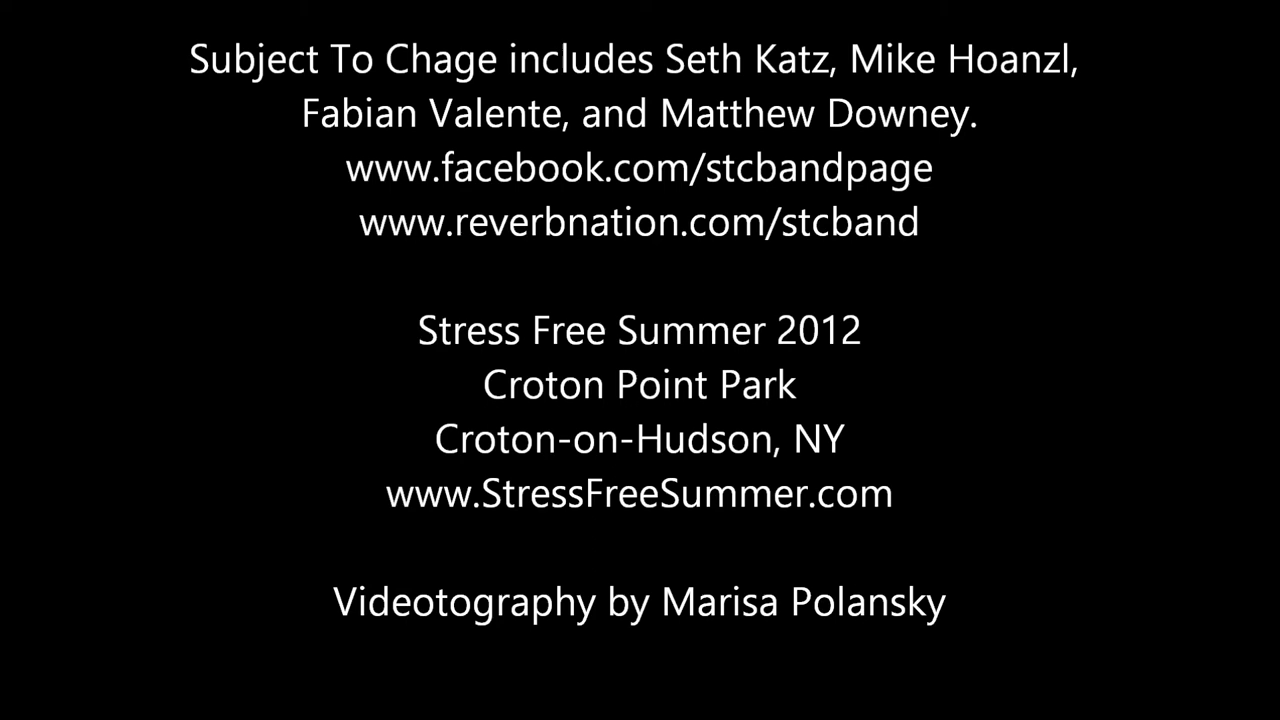 Subject To Chage includes Seth Katz, Mike Hoanzl,
Fabian Valente, and Matthew Downey.
www.facebook.com/stcbandpage
www.reverbnation.com/stcband
Stress Free Summer 2012
Croton Point Park
Croton-on-Hudson, NY
www.StressFreeSummer.com
Videotography by Marisa Polansky